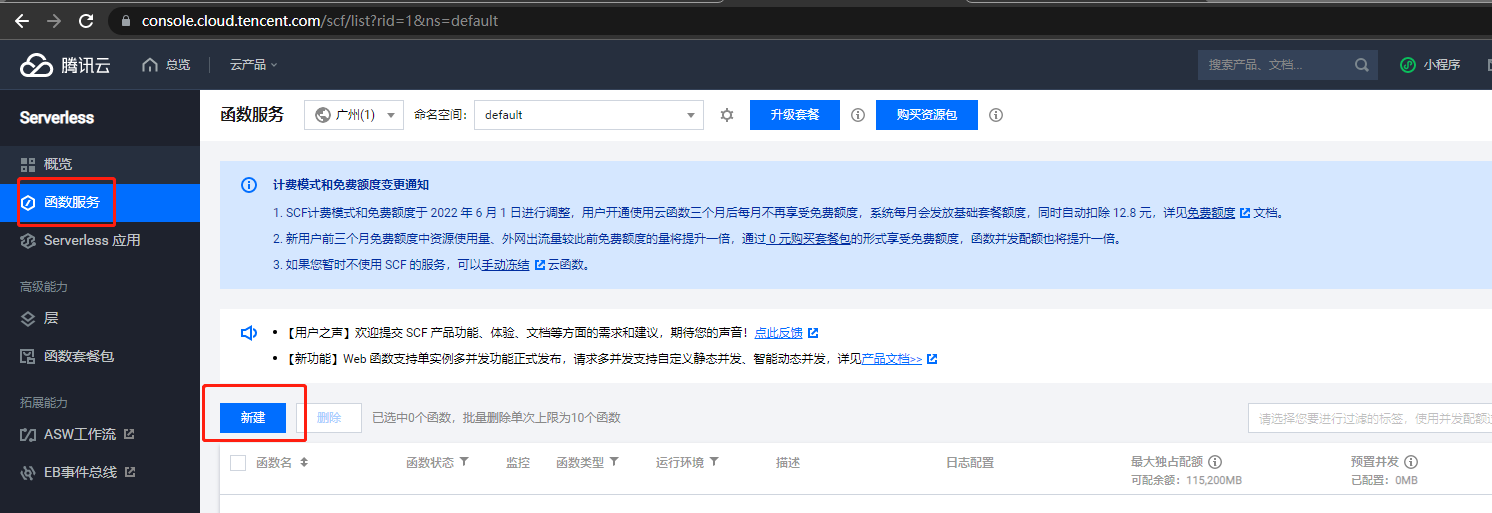 console.cloud.tencent.com/scf/list?rid=1&ns=default
腾讯云 总览 云产品 搜索产品、文档... 小程序
Serverless
概览
函数服务
Serverless 应用
高级能力
层
函数套餐包
拓展能力
ASW工作流
EB事件总线
函数服务 广州(1) 命名空间: default 升级套餐 购买资源包
计费模式和免费额度变更通知
1. SCF计费模式和免费额度于 2022 年 6 月 1 日进行调整，用户开通使用云函数三个月后每月不再享受免费额度，系统每月会发放基础套餐额度，同时自动扣除 12.8 元，详见免费额度 文档。
2. 新用户前三个月免费额度中资源使用量、外网出流量较此前免费额度的量将提升一倍，通过 0 元购买套餐包的形式享受免费额度，函数并发配额也将提升一倍。
3. 如果您暂时不使用 SCF 的服务，可以手动冻结 云函数。
• 【用户之声】欢迎提交 SCF 产品功能、体验、文档等方面的需求和建议，期待您的声音！点此反馈
• 【新功能】Web 函数支持单实例多并发功能正式发布，请求多并发支持自定义静态并发、智能动态并发，详见产品文档>>
新建 删除 已选中0个函数，批量删除单次上限为10个函数 请选择您要进行过滤的标签，使用并发配额过
函数名 函数状态 监控 函数类型 运行环境 描述 日志配置 最大独占配额 预置并发
可配余额：115,200MB 已配置：0MB